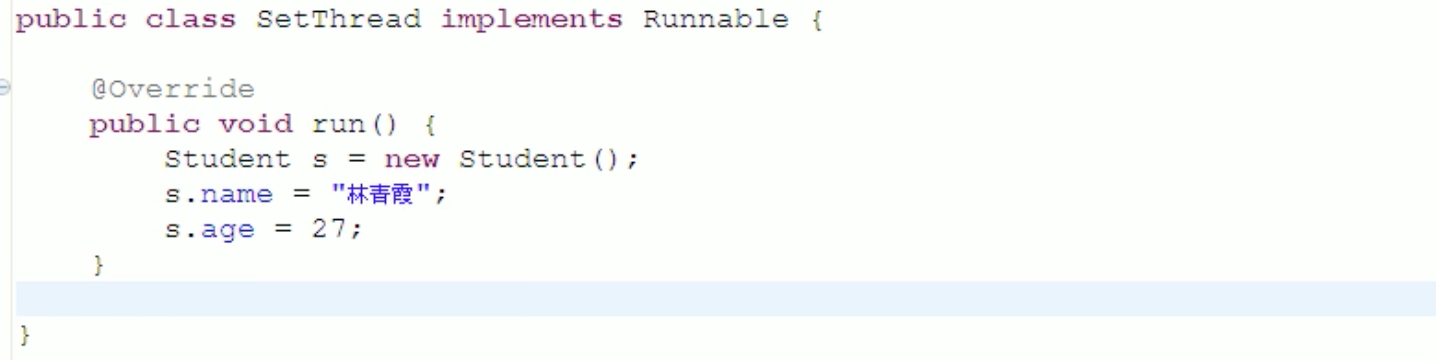 public class SetThread implements Runnable {
@Override
public void run() {
Student s = new Student();
s.name = "林青霞";
s.age = 27;
}
}